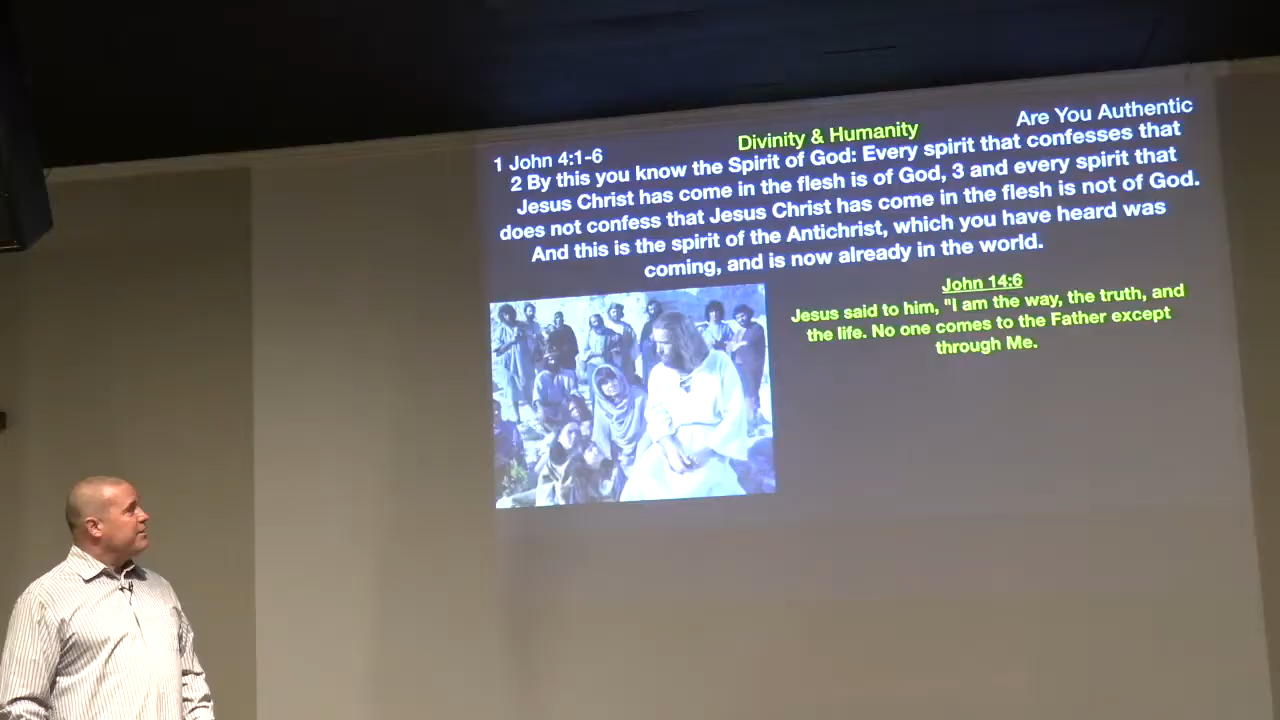 Are You Authentic
Divinity & Humanity
1 John 4:1-6
2 By this you know the Spirit of God: Every spirit that confesses that
Jesus Christ has come in the flesh is of God, 3 and every spirit that
does not confess that Jesus Christ has come in the flesh is not of God.
And this is the spirit of the Antichrist, which you have heard was
coming, and is now already in the world.
John 14:6
Jesus said to him, "I am the way, the truth, and
the life. No one comes to the Father except
through Me.